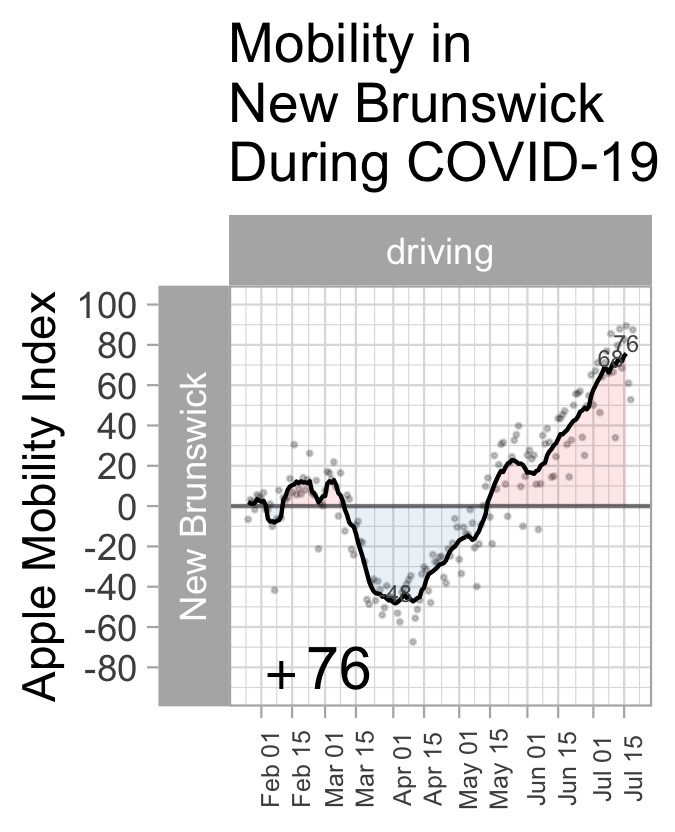 Mobility in
New Brunswick
During COVID-19
driving
Apple Mobility Index
New Brunswick
100
80
60
40
20
0
-20
-40
-60
-80
76
68
-48
+76
Feb 01
Feb 15
Mar 01
Mar 15
Apr 01
Apr 15
May 01
May 15
Jun 01
Jun 15
Jul 01
Jul 15